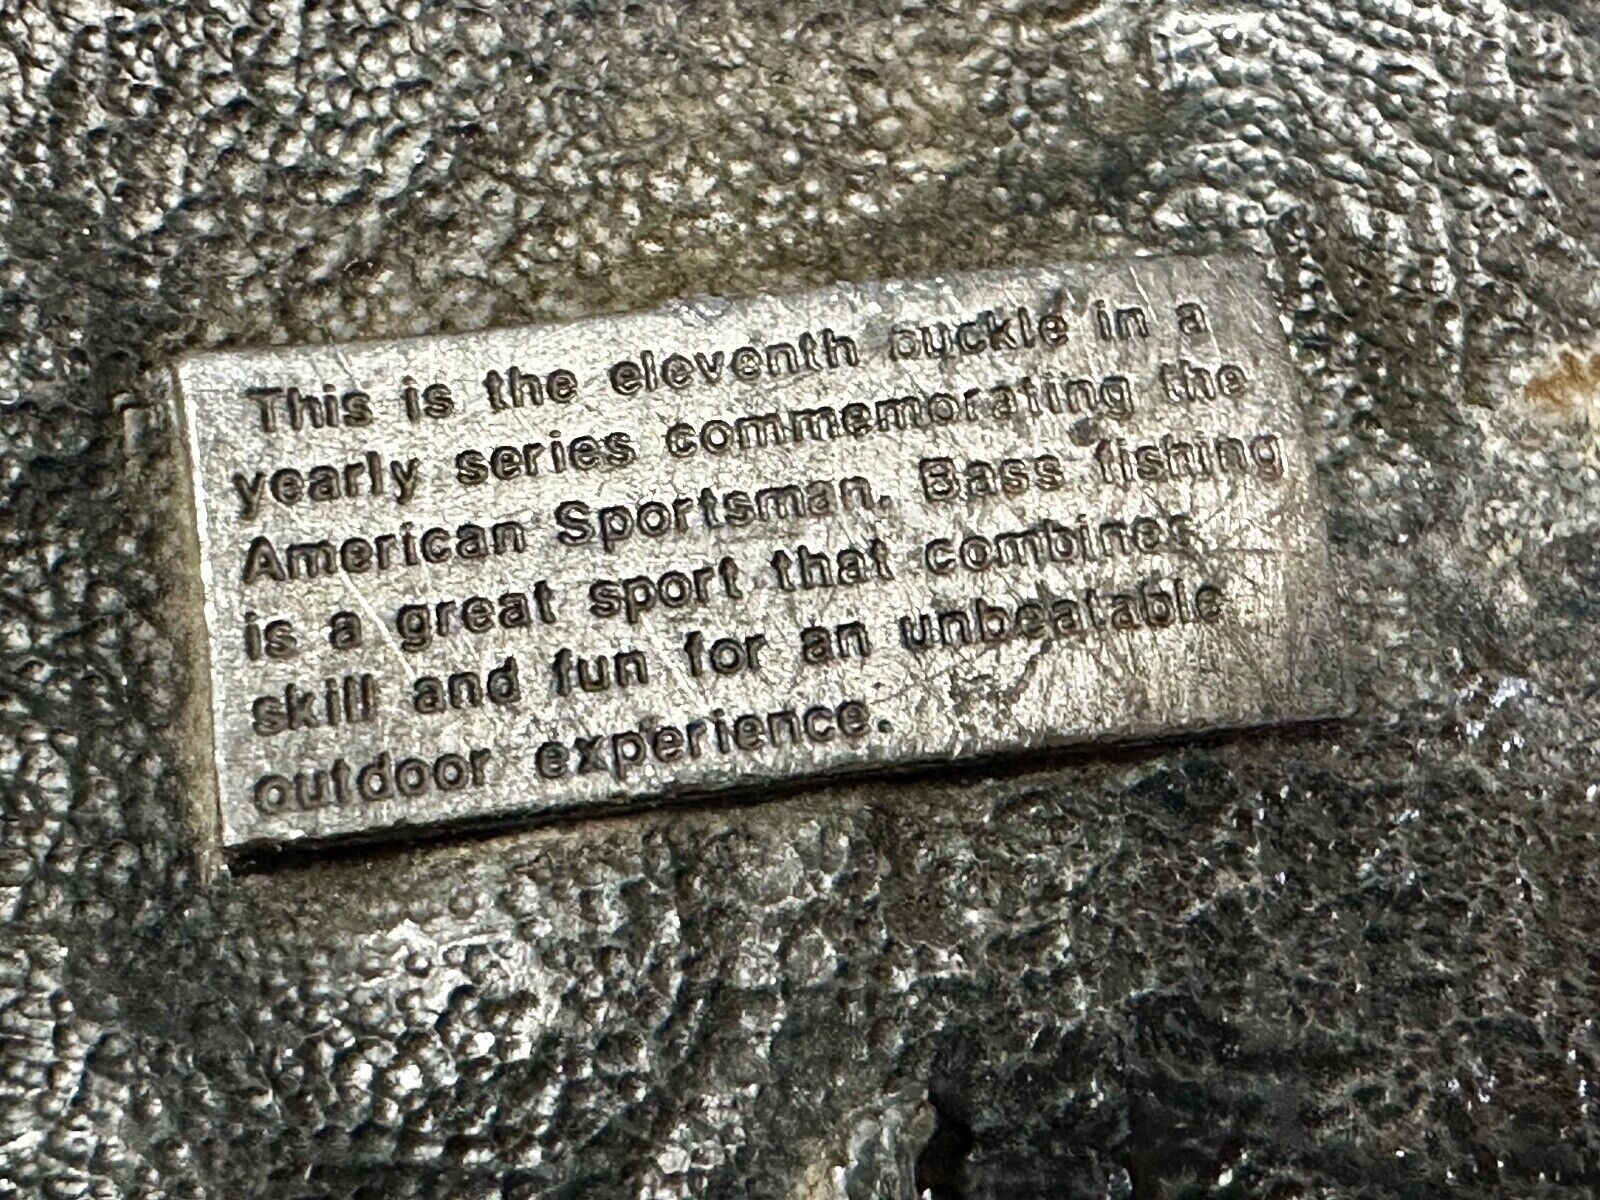 This is the eleventh buckle in a
yearly series commemorating the
American Sportsman. Bass fishing
is a great sport that combines
skill and fun for an unbeatable
outdoor experience.